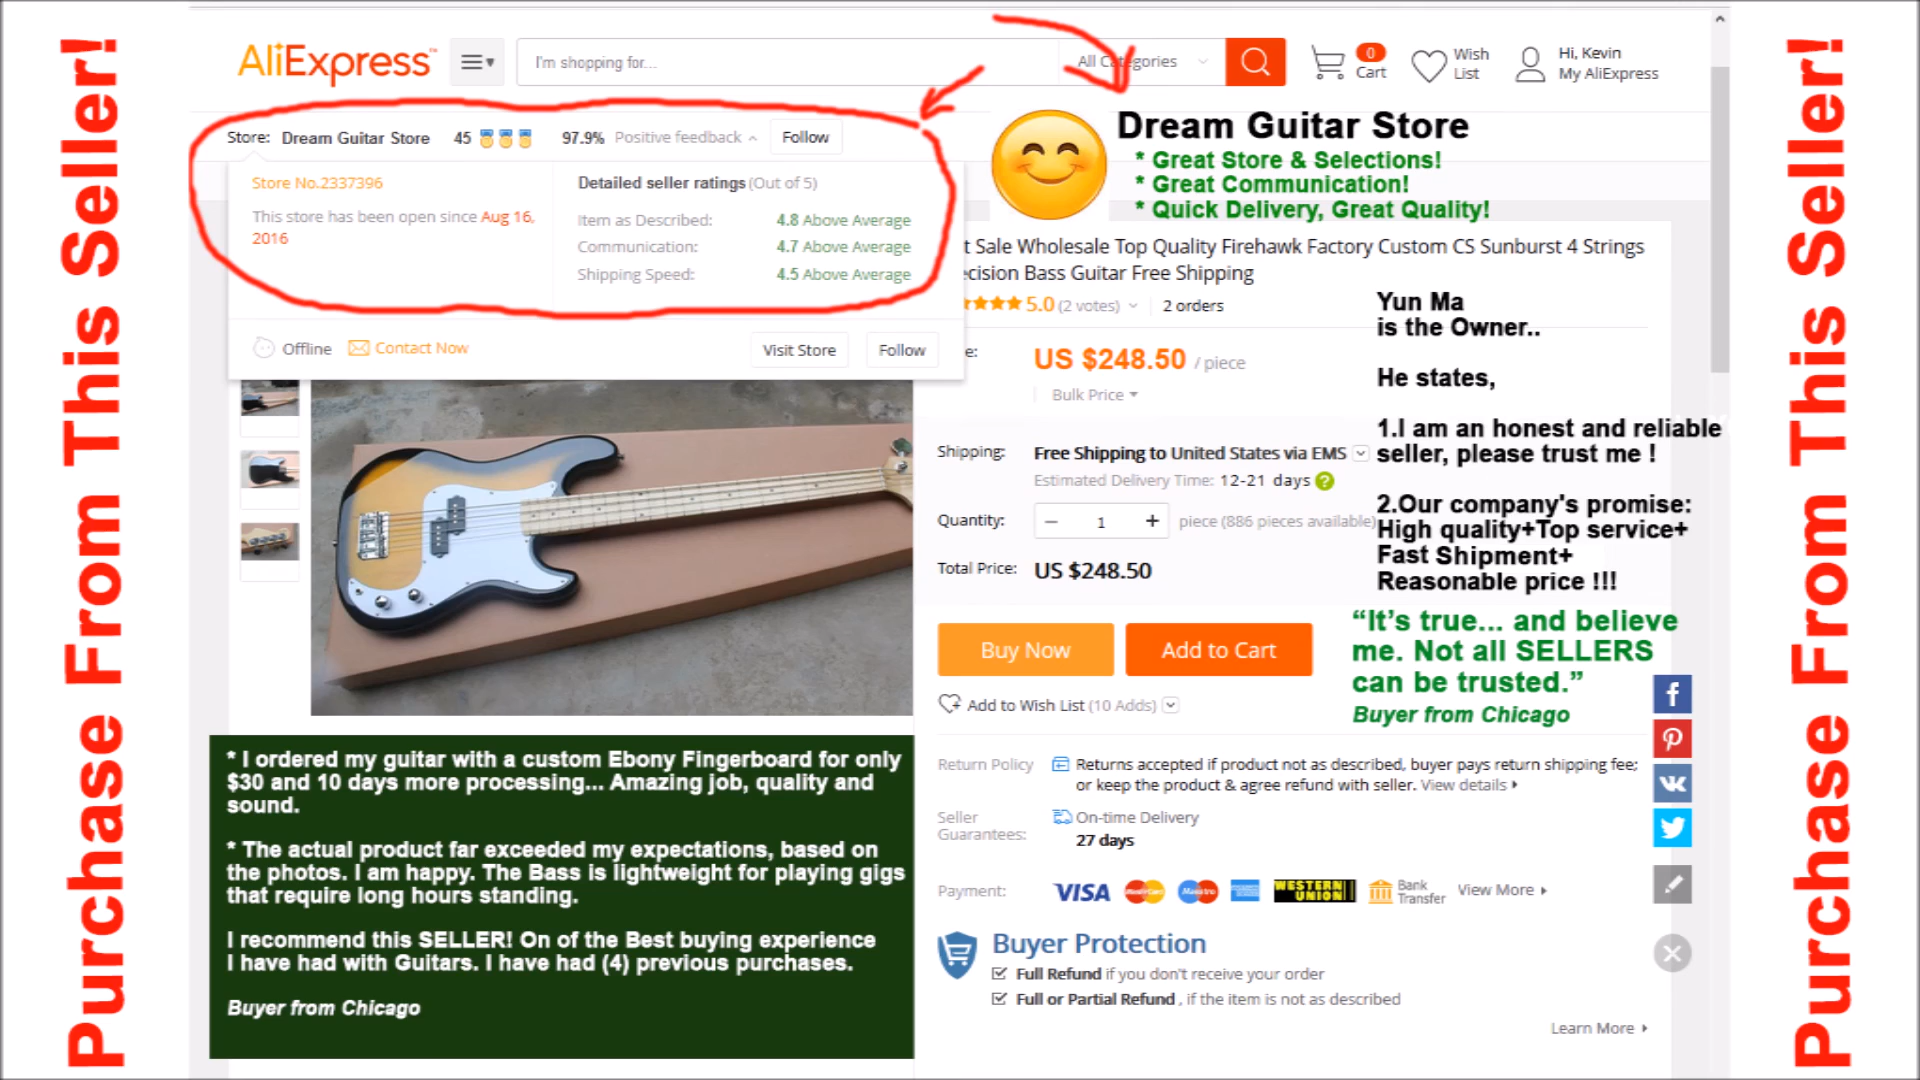 Purchase From This Seller!
AliExpress™
I'm shopping for...
All Categories
0
Cart
Wish
List
Hi, Kevin
My AliExpress
Store: Dream Guitar Store 45 97.9% Positive feedback Follow
Store No.2337396
This store has been open since Aug 16,
2016
Detailed seller ratings (Out of 5)
Item as Described: 4.8 Above Average
Communication: 4.7 Above Average
Shipping Speed: 4.5 Above Average
Offline Contact Now Visit Store Follow
Dream Guitar Store
* Great Store & Selections!
* Great Communication!
* Quick Delivery, Great Quality!
t Sale Wholesale Top Quality Firehawk Factory Custom CS Sunburst 4 Strings
cision Bass Guitar Free Shipping
5.0 (2 votes) 2 orders
e: US $248.50 / piece
Bulk Price
Shipping: Free Shipping to United States via EMS
Estimated Delivery Time: 12-21 days ?
Quantity: − 1 + piece (886 pieces available)
Total Price: US $248.50
Buy Now Add to Cart
Add to Wish List (10 Adds)
Yun Ma
is the Owner..
He states,
1.I am an honest and reliable
seller, please trust me !
2.Our company's promise:
High quality+Top service+
Fast Shipment+
Reasonable price !!!
“It’s true... and believe
me. Not all SELLERS
can be trusted.”
Buyer from Chicago
Return Policy Returns accepted if product not as described, buyer pays return shipping fee;
or keep the product & agree refund with seller. View details
Seller
Guarantees:
On-time Delivery
27 days
Payment: VISA MasterCard Maestro WESTERN UNION Bank Transfer View More
Buyer Protection
Full Refund if you don't receive your order
Full or Partial Refund , if the item is not as described
Learn More
* I ordered my guitar with a custom Ebony Fingerboard for only
$30 and 10 days more processing... Amazing job, quality and
sound.
* The actual product far exceeded my expectations, based on
the photos. I am happy. The Bass is lightweight for playing gigs
that require long hours standing.
I recommend this SELLER! On of the Best buying experience
I have had with Guitars. I have had (4) previous purchases.
Buyer from Chicago
Purchase From This Seller!